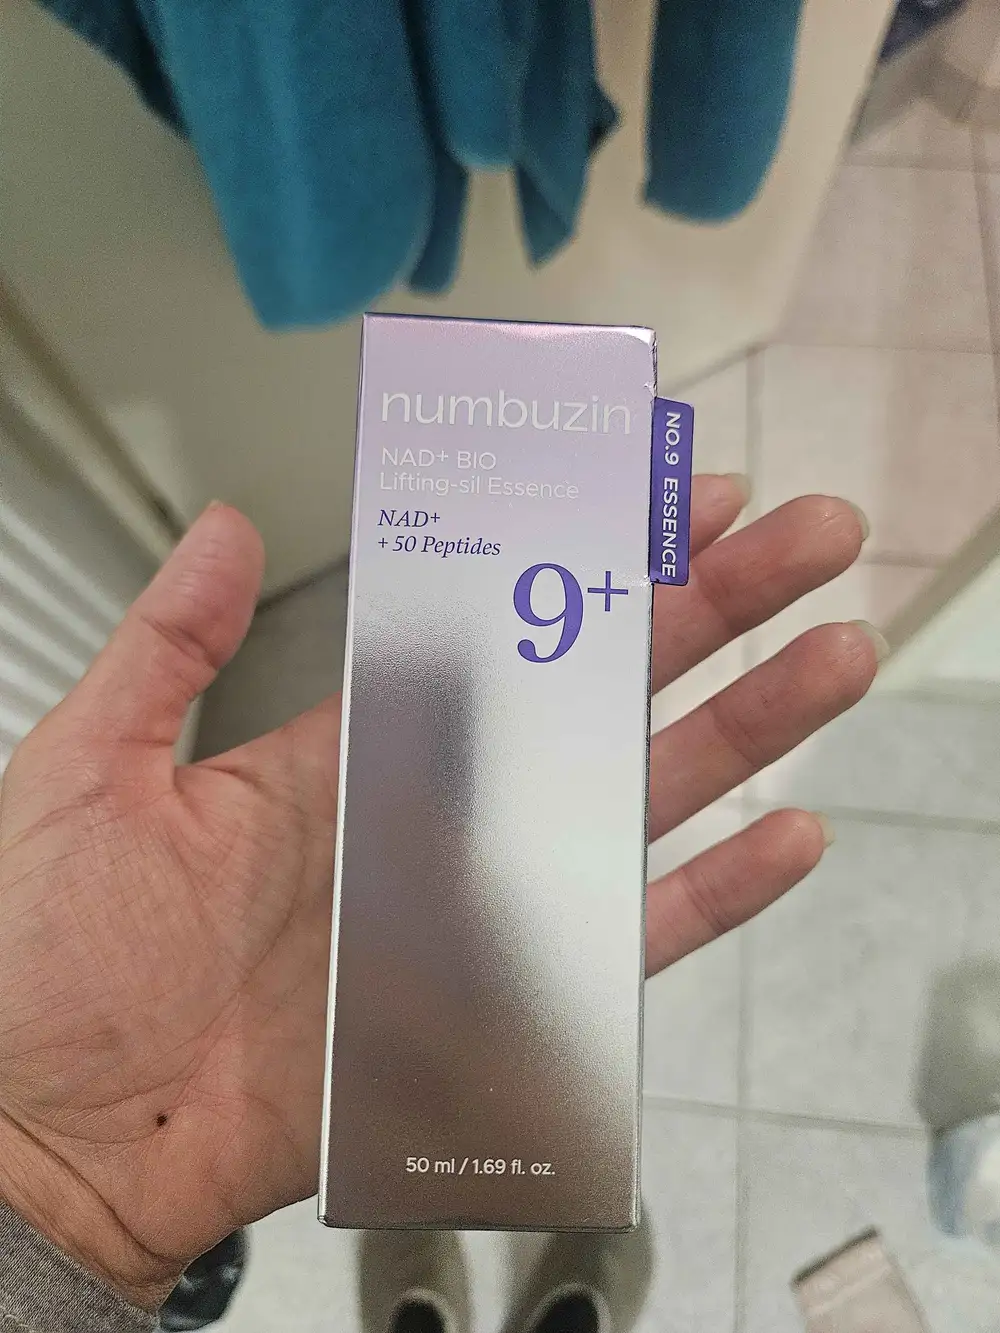 numbuzin
NAD+ BIO
Lifting-sil Essence
NAD+
+ 50 Peptides
9+
NO.9 ESSENCE
50 ml / 1.69 fl. oz.